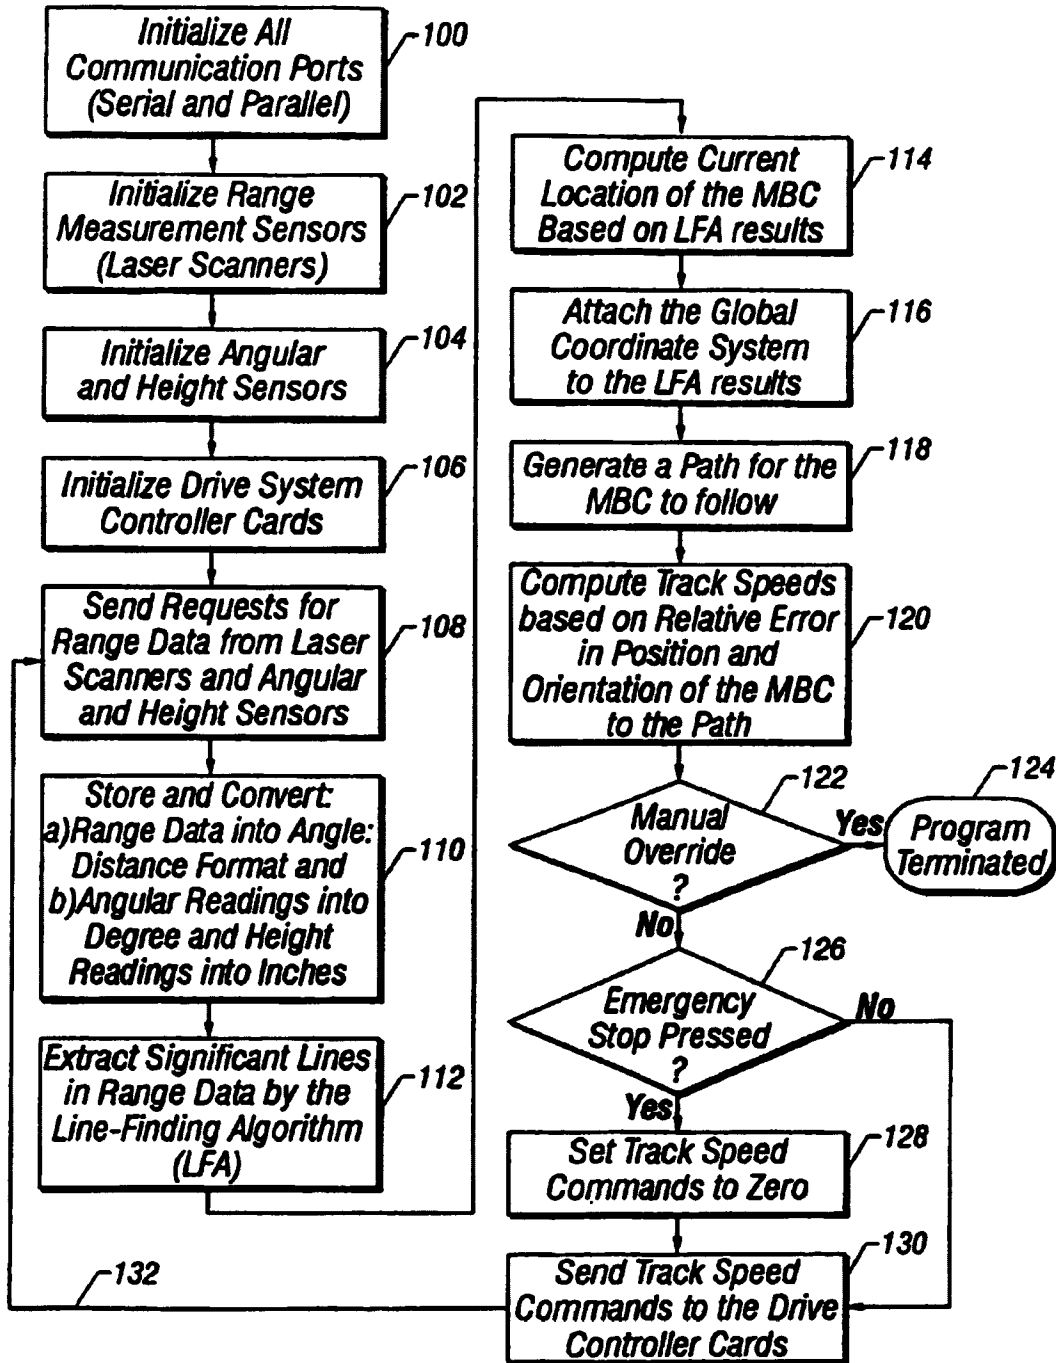 Initialize All
Communication Ports
(Serial and Parallel)
100
Initialize Range
Measurement Sensors
(Laser Scanners)
102
Initialize Angular
and Height Sensors
104
Initialize Drive System
Controller Cards
106
Send Requests for
Range Data from Laser
Scanners and Angular
and Height Sensors
108
Store and Convert:
a)Range Data into Angle:
Distance Format and
b)Angular Readings into
Degree and Height
Readings into Inches
110
Extract Significant Lines
in Range Data by the
Line-Finding Algorithm
(LFA)
112
Compute Current
Location of the MBC
Based on LFA results
114
Attach the Global
Coordinate System
to the LFA results
116
Generate a Path for the
MBC to follow
118
Compute Track Speeds
based on Relative Error
in Position and
Orientation of the MBC
to the Path
120
Manual
Override
?
122
Yes
Program
Terminated
124
No
Emergency
Stop Pressed
?
126
No
Yes
Set Track Speed
Commands to Zero
128
Send Track Speed
Commands to the Drive
Controller Cards
130
132